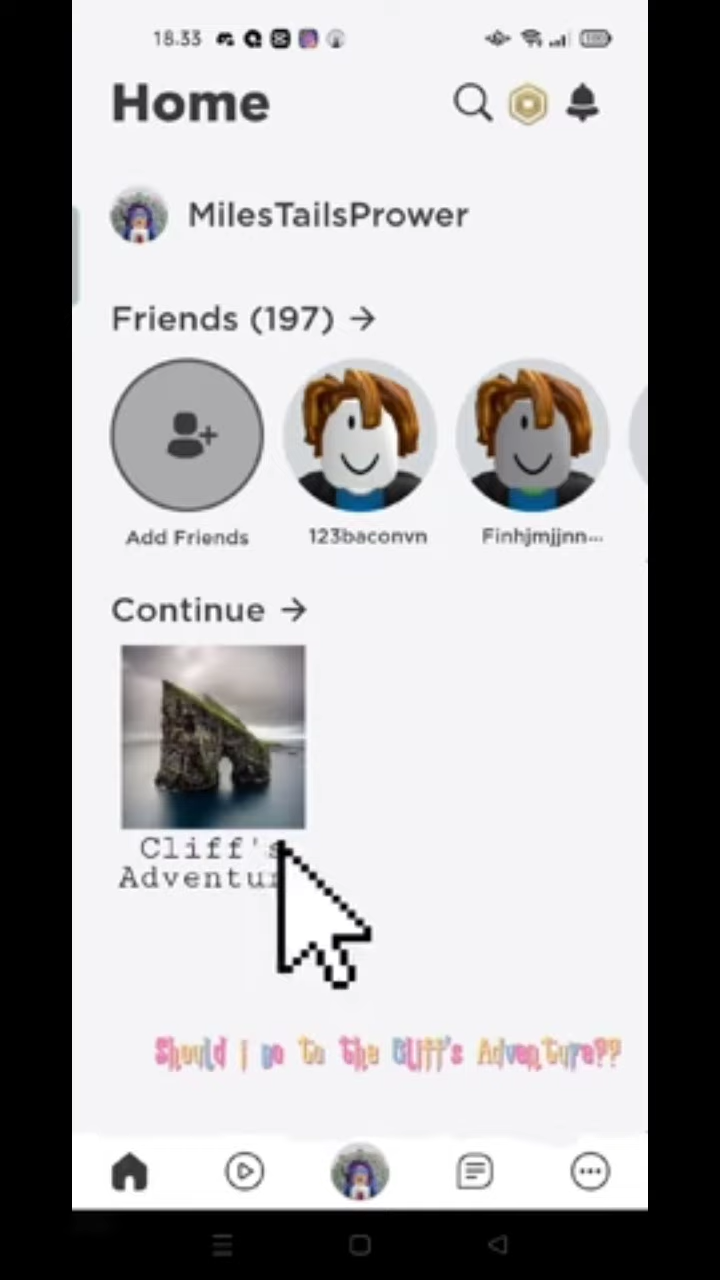 18.33
Home
MilesTailsPrower
Friends (197) →
Add Friends
123baconvn
Finhjmjjnn...
Continue →
Cliff's
Adventur
Should i go to the Cliff's Adventure??